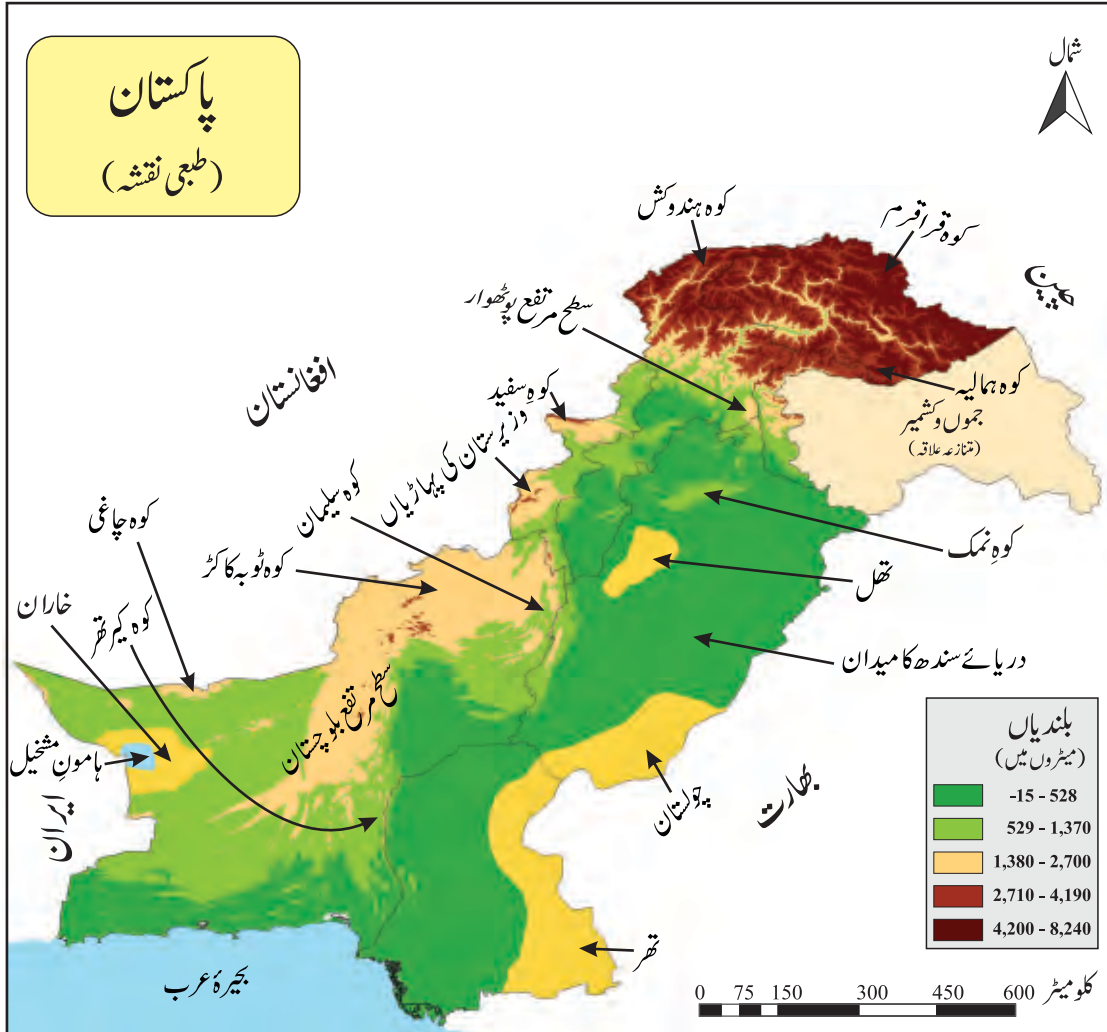 پاکستان
(طبعی نقشہ)
شمال
کوہ ہندوکش
کوہ قراقرم
چین
سطح مرتفع پوٹھوار
افغانستان
کوہِ سفید
کوہ ہمالیہ
جموں و کشمیر
(متنازعہ علاقہ)
وزیرستان کی پہاڑیاں
کوہ سیلیمان
کوہ چاغی
کوہ ٹوبہ کاکڑ
کوہِ نمک
تھل
خاران
کوہ کیرتھر
دریائے سندھ کا میدان
سطح مرتفع بلوچستان
ہامونِ مشخیل
ایران
چولستان
بھارت
بلندیاں
(میٹروں میں)
-15 - 528
529 - 1,370
1,380 - 2,700
2,710 - 4,190
4,200 - 8,240
تھر
بحیرۂ عرب
0 75 150 300 450 600 کلومیٹر